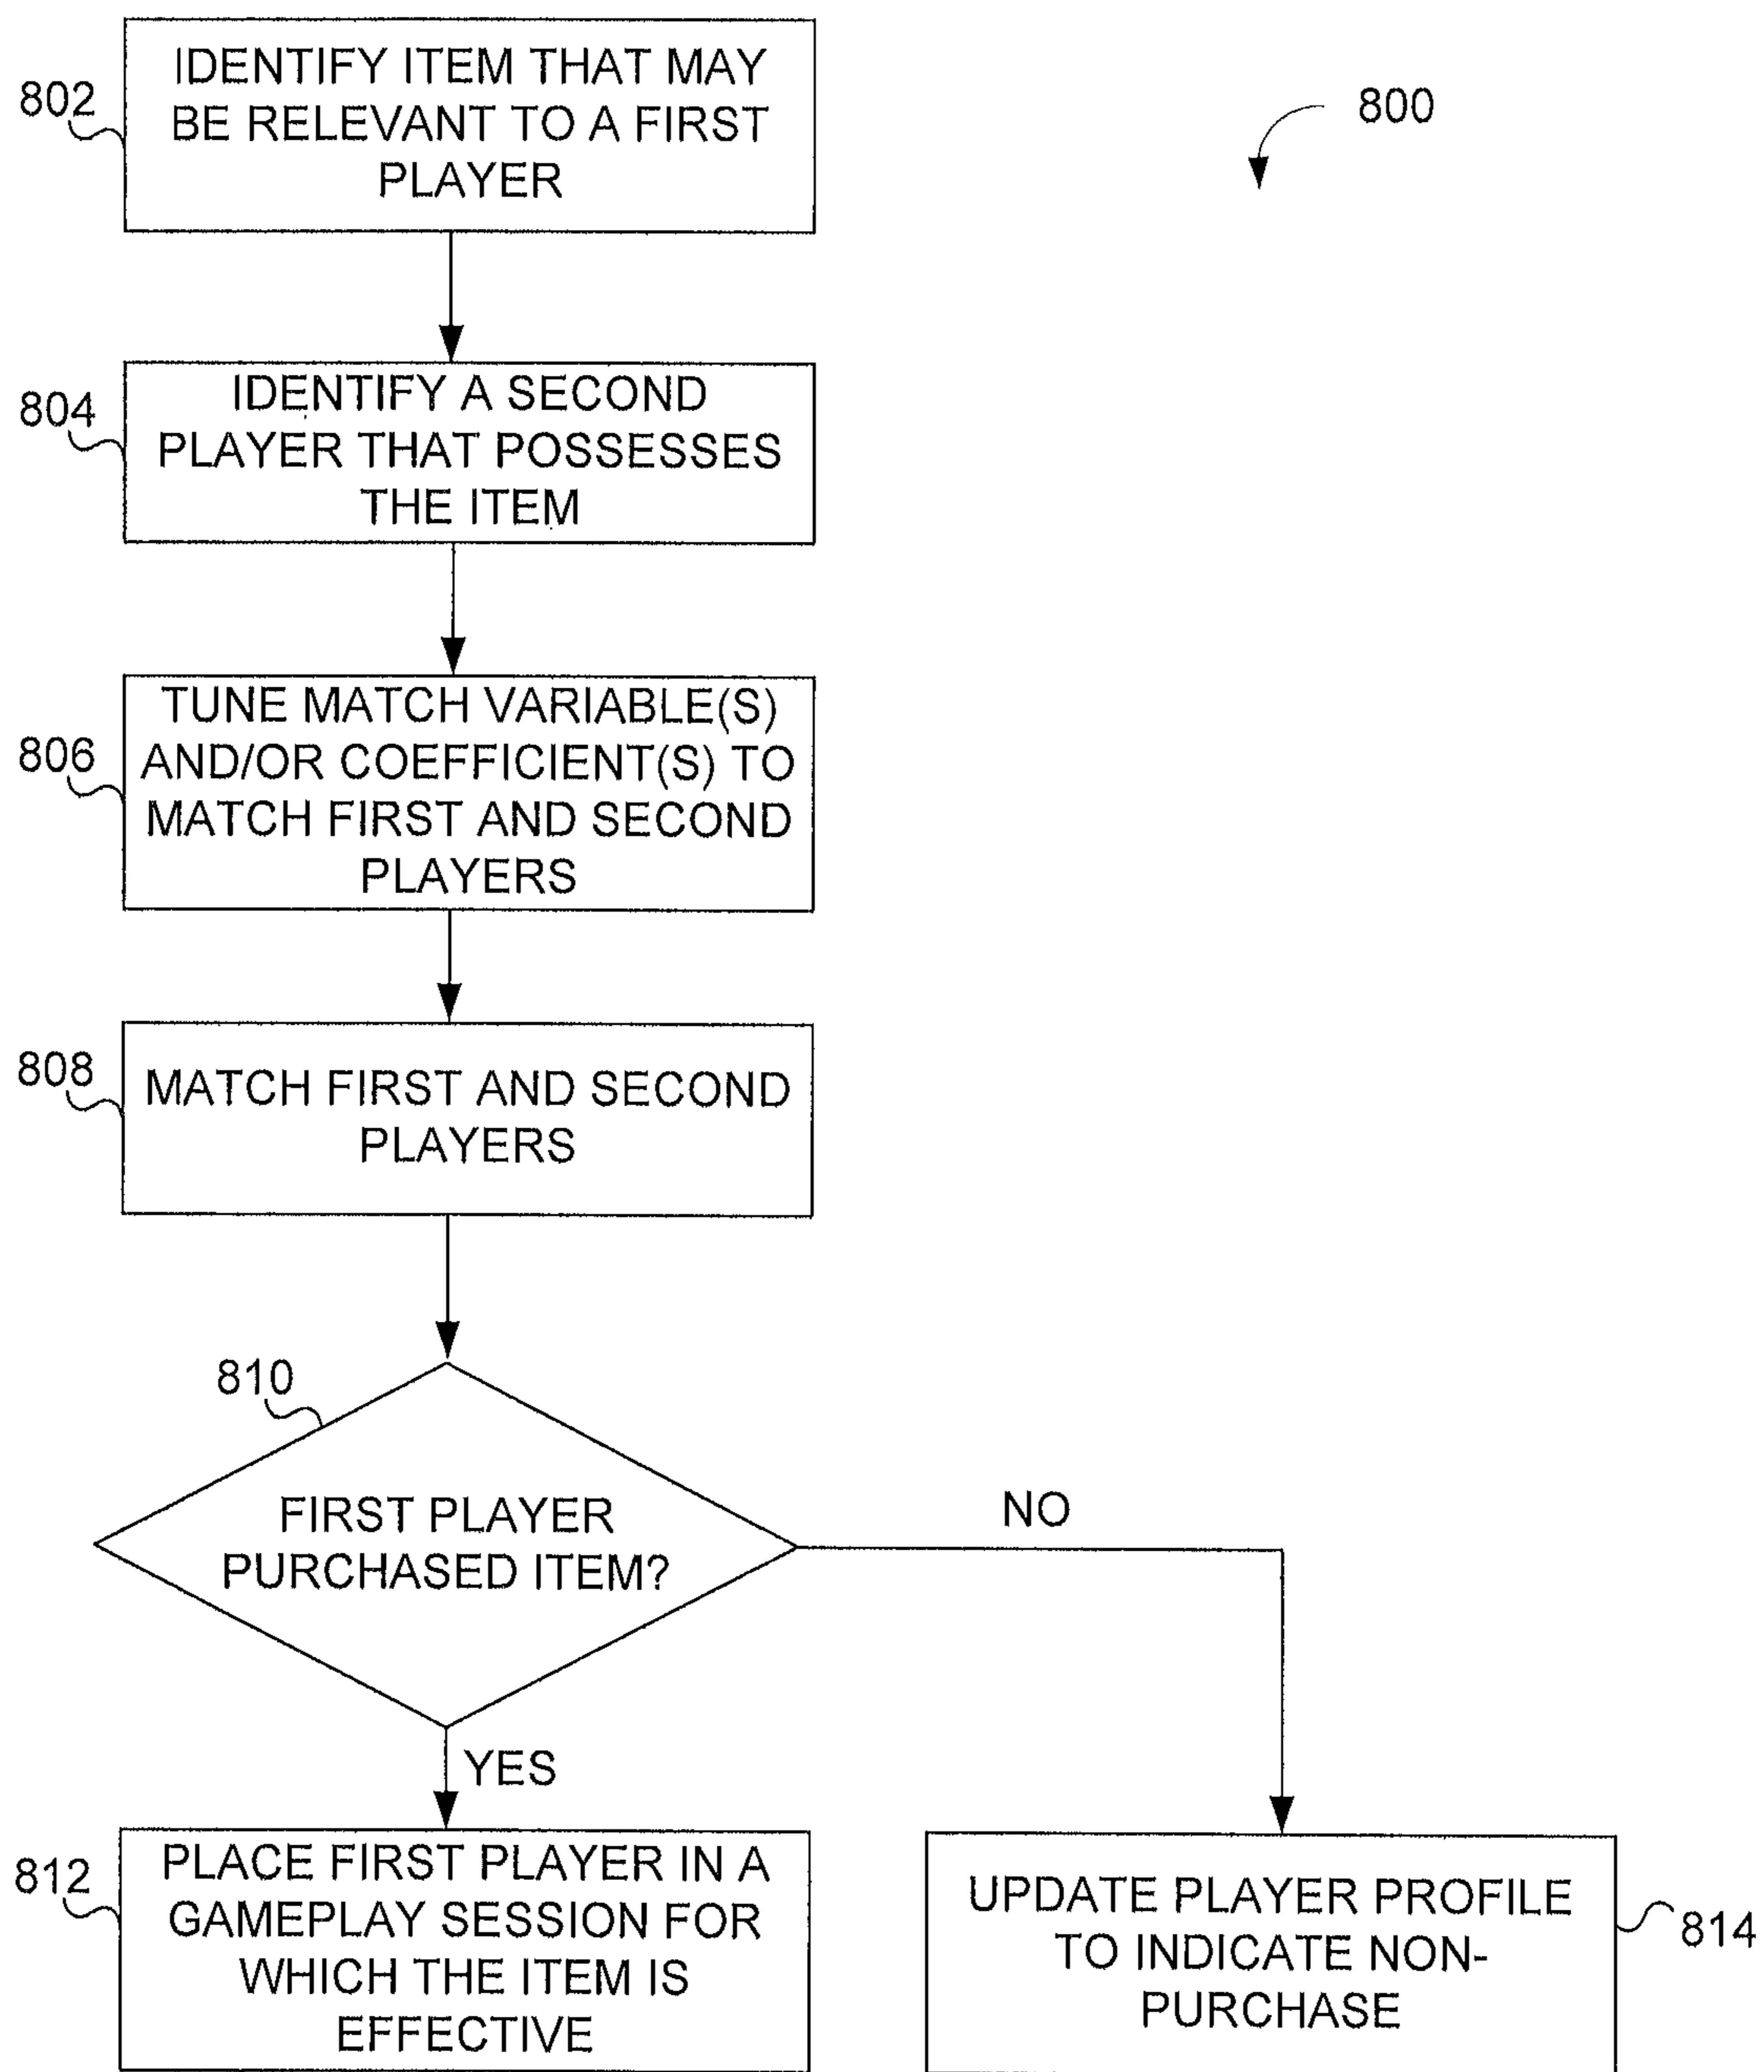 800
802
IDENTIFY ITEM THAT MAY
BE RELEVANT TO A FIRST
PLAYER
804
IDENTIFY A SECOND
PLAYER THAT POSSESSES
THE ITEM
806
TUNE MATCH VARIABLE(S)
AND/OR COEFFICIENT(S) TO
MATCH FIRST AND SECOND
PLAYERS
808
MATCH FIRST AND SECOND
PLAYERS
810
FIRST PLAYER
PURCHASED ITEM?
NO
YES
812
PLACE FIRST PLAYER IN A
GAMEPLAY SESSION FOR
WHICH THE ITEM IS
EFFECTIVE
UPDATE PLAYER PROFILE
TO INDICATE NON-
PURCHASE
814